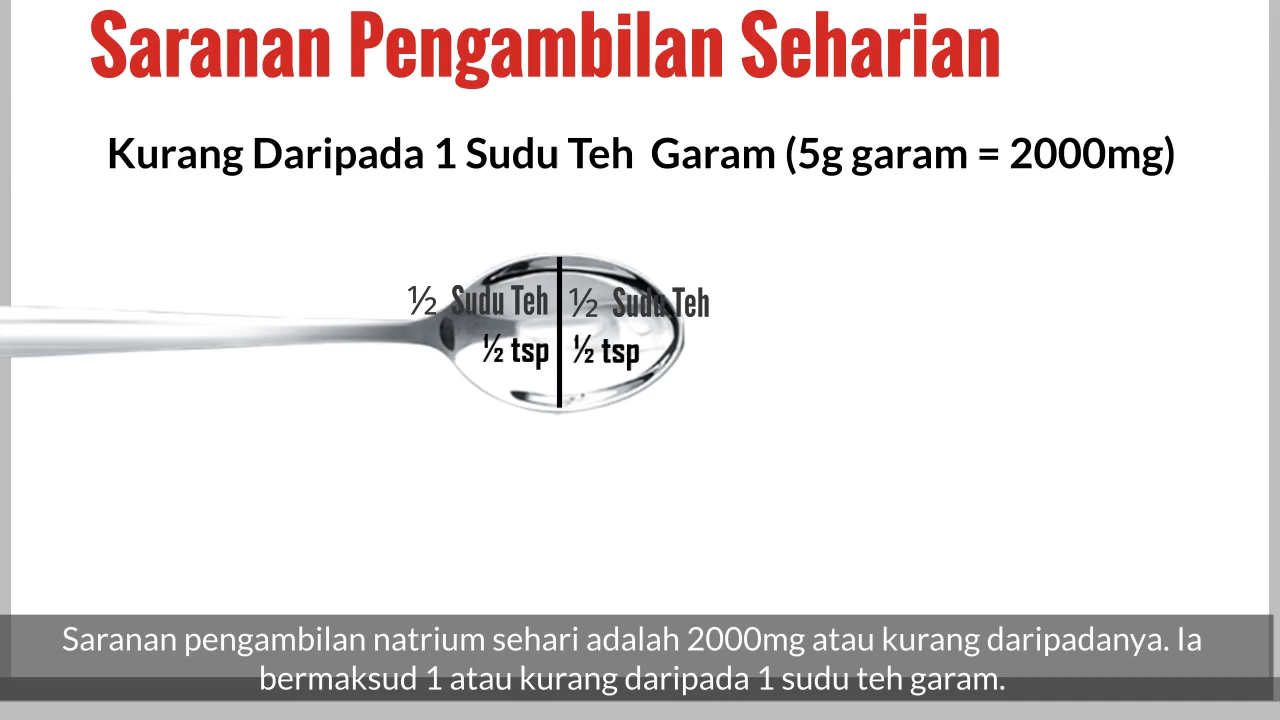 Saranan Pengambilan Seharian
Kurang Daripada 1 Sudu Teh Garam (5g garam = 2000mg)
½ Sudu Teh ½ Sudu Teh
½ tsp ½ tsp
Saranan pengambilan natrium sehari adalah 2000mg atau kurang daripadanya. Ia
bermaksud 1 atau kurang daripada 1 sudu teh garam.